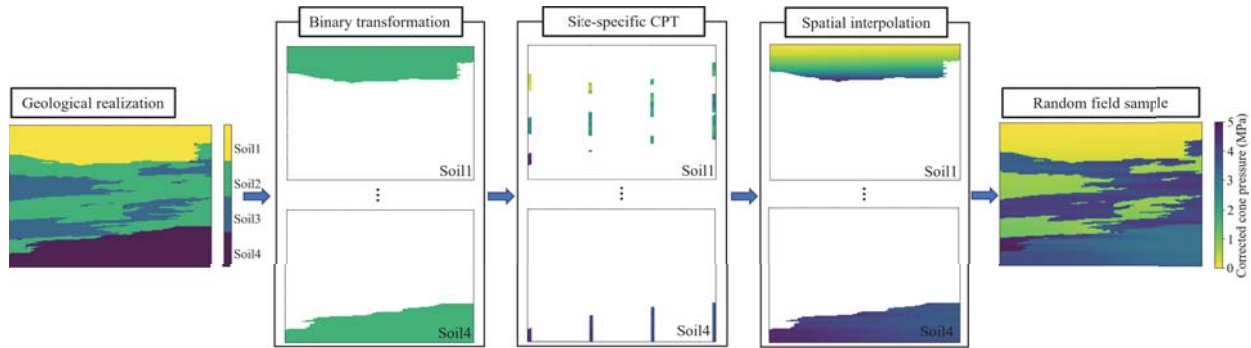 Geological realization
Soil1
Soil2
Soil3
Soil4
Binary transformation
Soil1
⋮
Soil4
Site-specific CPT
Soil1
⋮
Soil4
Spatial interpolation
Soil1
⋮
Soil4
Random field sample
5
4
3
2
1
0
Corrected cone pressure (MPa)